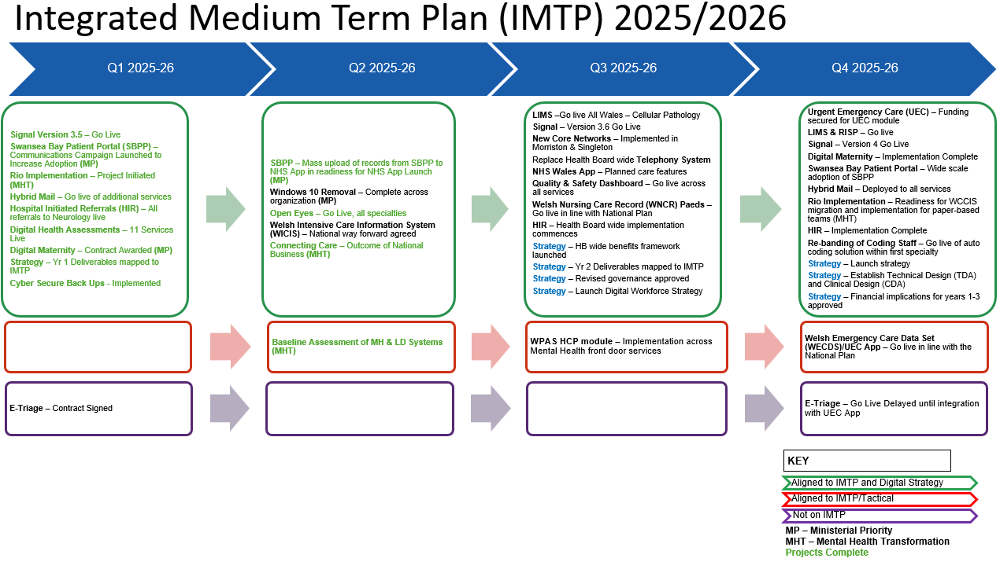 Integrated Medium Term Plan (IMTP) 2025/2026
Q1 2025-26
Q2 2025-26
Q3 2025-26
Q4 2025-26
Signal Version 3.5 – Go Live
Swansea Bay Patient Portal (SBPP) –
Communications Campaign Launched to
Increase Adoption (MP)
Rio Implementation – Project Initiated
(MHT)
Hybrid Mail – Go live of additional services
Hospital Initiated Referrals (HIR) – All
referrals to Neurology live
Digital Health Assessments – 11 Services
Live
Digital Maternity – Contract Awarded (MP)
Strategy – Yr 1 Deliverables mapped to
IMTP
Cyber Secure Back Ups - Implemented
SBPP – Mass upload of records from SBPP to
NHS App in readiness for NHS App Launch
(MP)
Windows 10 Removal – Complete across
organization (MP)
Open Eyes – Go Live, all specialties
Welsh Intensive Care Information System
(WICIS) – National way forward agreed
Connecting Care – Outcome of National
Business (MHT)
LIMS –Go live All Wales – Cellular Pathology
Signal – Version 3.6 Go Live
New Core Networks – Implemented in
Morriston & Singleton
Replace Health Board wide Telephony System
NHS Wales App – Planned care features
Quality & Safety Dashboard – Go live across
all services
Welsh Nursing Care Record (WNCR) Paeds –
Go live in line with National Plan
HIR – Health Board wide implementation
commences
Strategy – HB wide benefits framework
launched
Strategy – Yr 2 Deliverables mapped to IMTP
Strategy – Revised governance approved
Strategy – Launch Digital Workforce Strategy
Urgent Emergency Care (UEC) – Funding
secured for UEC module
LIMS & RISP – Go live
Signal – Version 4 Go Live
Digital Maternity – Implementation Complete
Swansea Bay Patient Portal – Wide scale
adoption of SBPP
Hybrid Mail – Deployed to all services
Rio Implementation – Readiness for WCCIS
migration and implementation for paper-based
teams (MHT)
HIR – Implementation Complete
Re-banding of Coding Staff – Go live of auto
coding solution within first specialty
Strategy – Launch strategy
Strategy – Establish Technical Design (TDA)
and Clinical Design (CDA)
Strategy – Financial implications for years 1-3
approved
Baseline Assessment of MH & LD Systems
(MHT)
WPAS HCP module – Implementation across
Mental Health front door services
Welsh Emergency Care Data Set
(WECDS)/UEC App – Go live in line with the
National Plan
E-Triage – Contract Signed
E-Triage – Go Live Delayed until integration
with UEC App
KEY
Aligned to IMTP and Digital Strategy
Aligned to IMTP/Tactical
Not on IMTP
MP – Ministerial Priority
MHT – Mental Health Transformation
Projects Complete